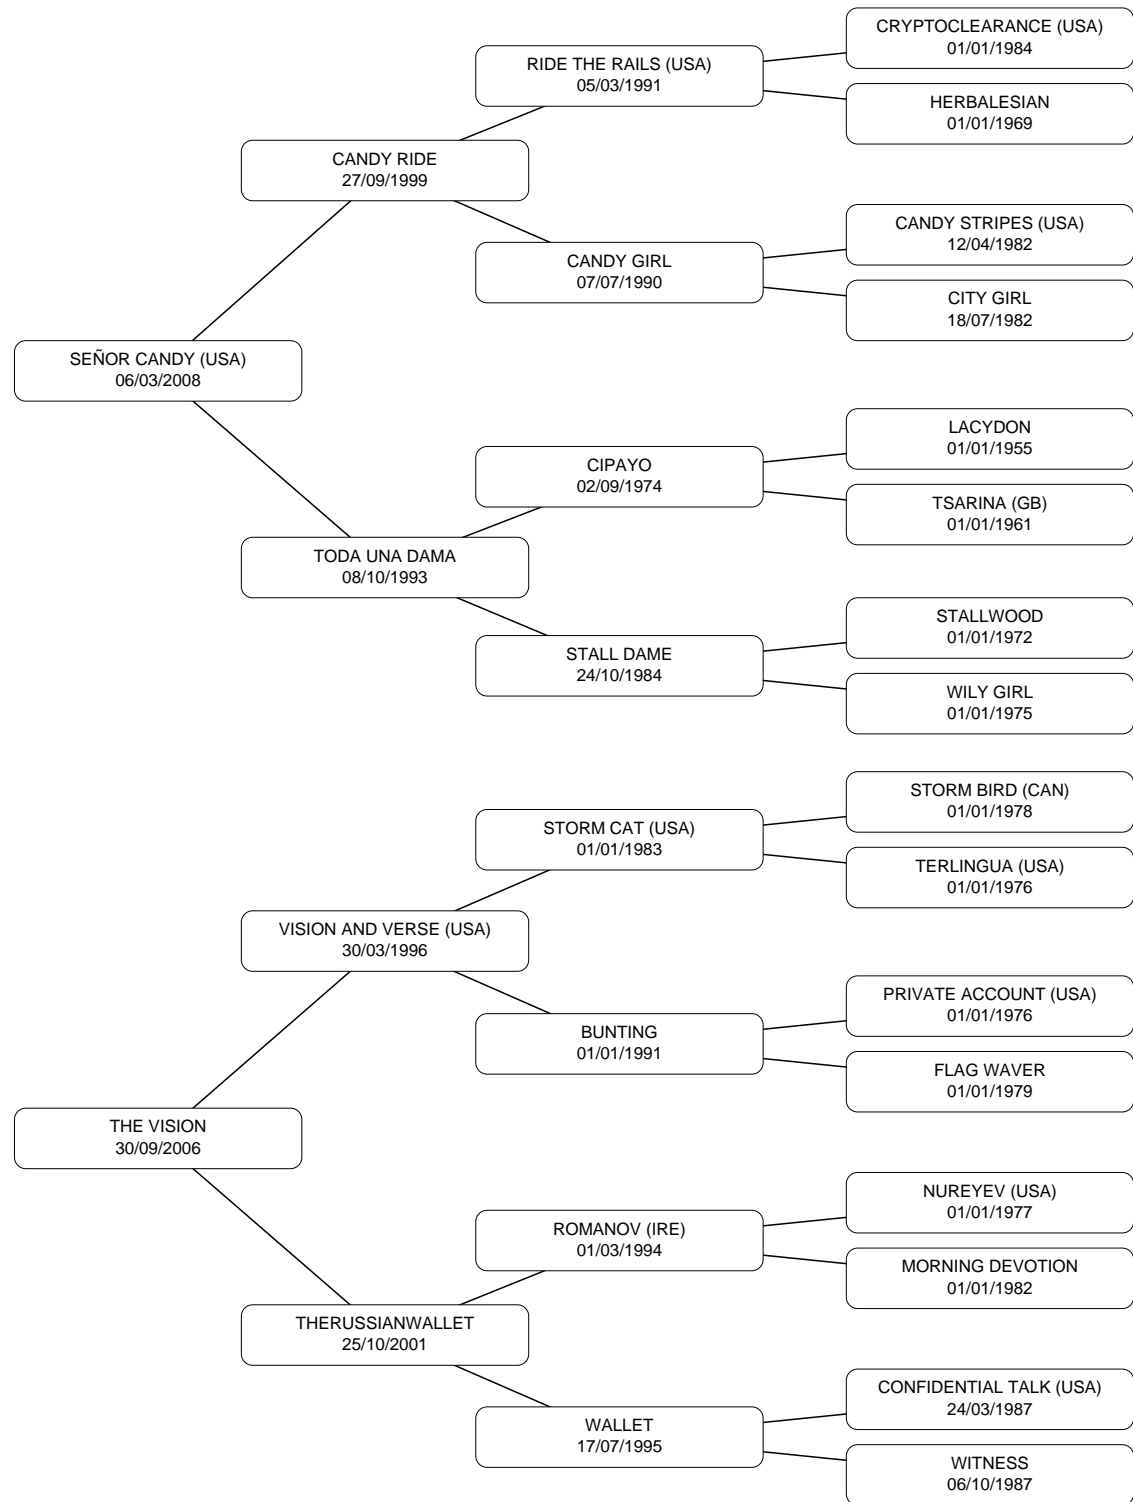 CRYPTOCLEARANCE (USA)
01/01/1984
RIDE THE RAILS (USA)
05/03/1991
HERBALESIAN
01/01/1969
CANDY RIDE
27/09/1999
CANDY STRIPES (USA)
12/04/1982
CANDY GIRL
07/07/1990
CITY GIRL
18/07/1982
SEÑOR CANDY (USA)
06/03/2008
LACYDON
01/01/1955
CIPAYO
02/09/1974
TSARINA (GB)
01/01/1961
TODA UNA DAMA
08/10/1993
STALLWOOD
01/01/1972
STALL DAME
24/10/1984
WILY GIRL
01/01/1975
STORM BIRD (CAN)
01/01/1978
STORM CAT (USA)
01/01/1983
TERLINGUA (USA)
01/01/1976
VISION AND VERSE (USA)
30/03/1996
PRIVATE ACCOUNT (USA)
01/01/1976
BUNTING
01/01/1991
FLAG WAVER
01/01/1979
THE VISION
30/09/2006
NUREYEV (USA)
01/01/1977
ROMANOV (IRE)
01/03/1994
MORNING DEVOTION
01/01/1982
THERUSSIANWALLET
25/10/2001
CONFIDENTIAL TALK (USA)
24/03/1987
WALLET
17/07/1995
WITNESS
06/10/1987